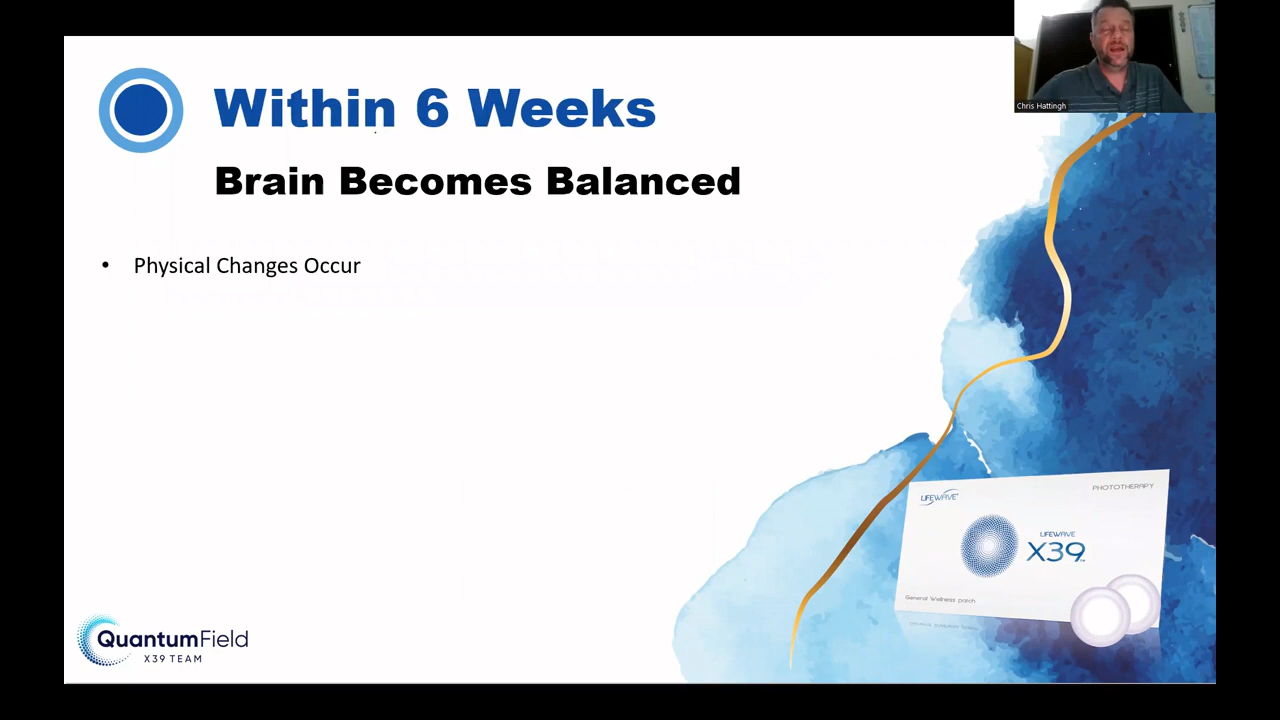 Chris Hattingh
Within 6 Weeks
Brain Becomes Balanced
• Physical Changes Occur
LIFEWAVE
PHOTOTHERAPY
LIFEWAVE
X39
General Wellness patch
QuantumField
X39 TEAM